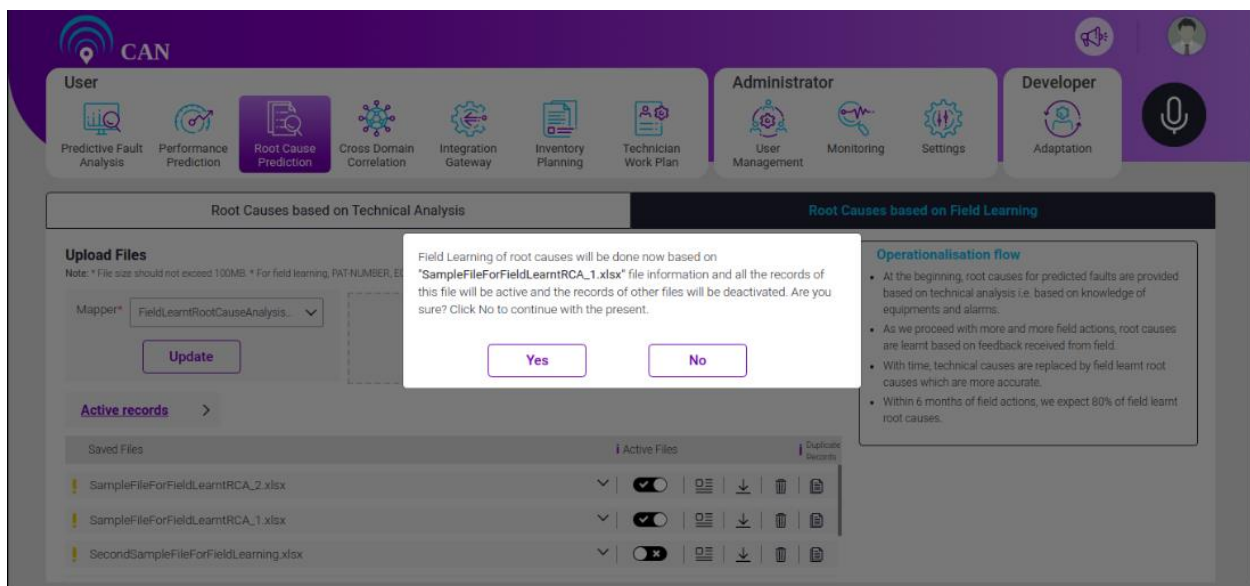 CAN
User
Administrator
Developer
Predictive Fault
Analysis
Performance
Prediction
Root Cause
Prediction
Cross Domain
Correlation
Integration
Gateway
Inventory
Planning
Technician
Work Plan
User
Management
Monitoring
Settings
Adaptation
Root Causes based on Technical Analysis
Root Causes based on Field Learning
Upload Files
Note: * File size should not exceed 100MB. * For field learning, PAT-NUMBER,
Mapper*
FieldLearntRootCauseAnalysis...
Update
Field Learning of root causes will be done now based on
"SampleFileForFieldLearntRCA_1.xlsx" file information and all the records of
this file will be active and the records of other files will be deactivated. Are you
sure? Click No to continue with the present.
Yes
No
Operationalisation flow
• At the beginning, root causes for predicted faults are provided
based on technical analysis i.e. based on knowledge of
equipments and alarms.
• As we proceed with more and more field actions, root causes
are learnt based on feedback received from field.
• With time, technical causes are replaced by field learnt root
causes which are more accurate.
• Within 6 months of field actions, we expect 80% of field learnt
root causes.
Active records >
Saved Files
i Active Files
i Duplicate
Records
! SampleFileForFieldLearntRCA_2.xlsx
! SampleFileForFieldLearntRCA_1.xlsx
! SecondSampleFileForFieldLearning.xlsx